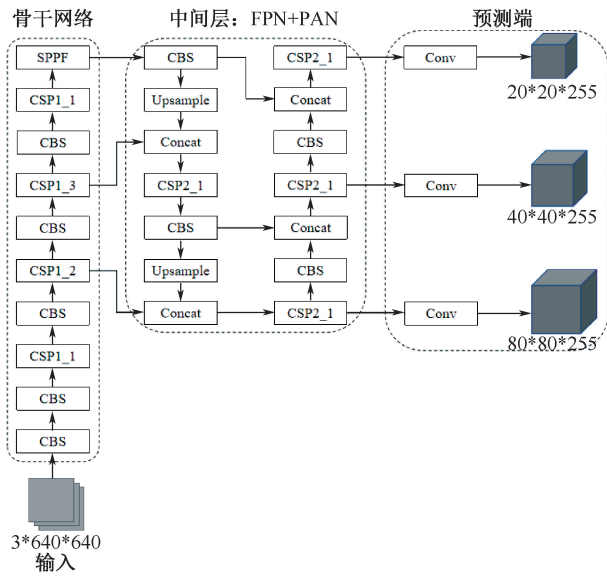 骨干网络
中间层：FPN+PAN
预测端
SPPF
CSP1_1
CBS
CSP1_3
CBS
CSP1_2
CBS
CSP1_1
CBS
CBS
3*640*640
输入
CBS
Upsample
Concat
CSP2_1
CBS
Upsample
Concat
CSP2_1
Concat
CBS
CSP2_1
Concat
CBS
CSP2_1
Conv
20*20*255
Conv
40*40*255
Conv
80*80*255